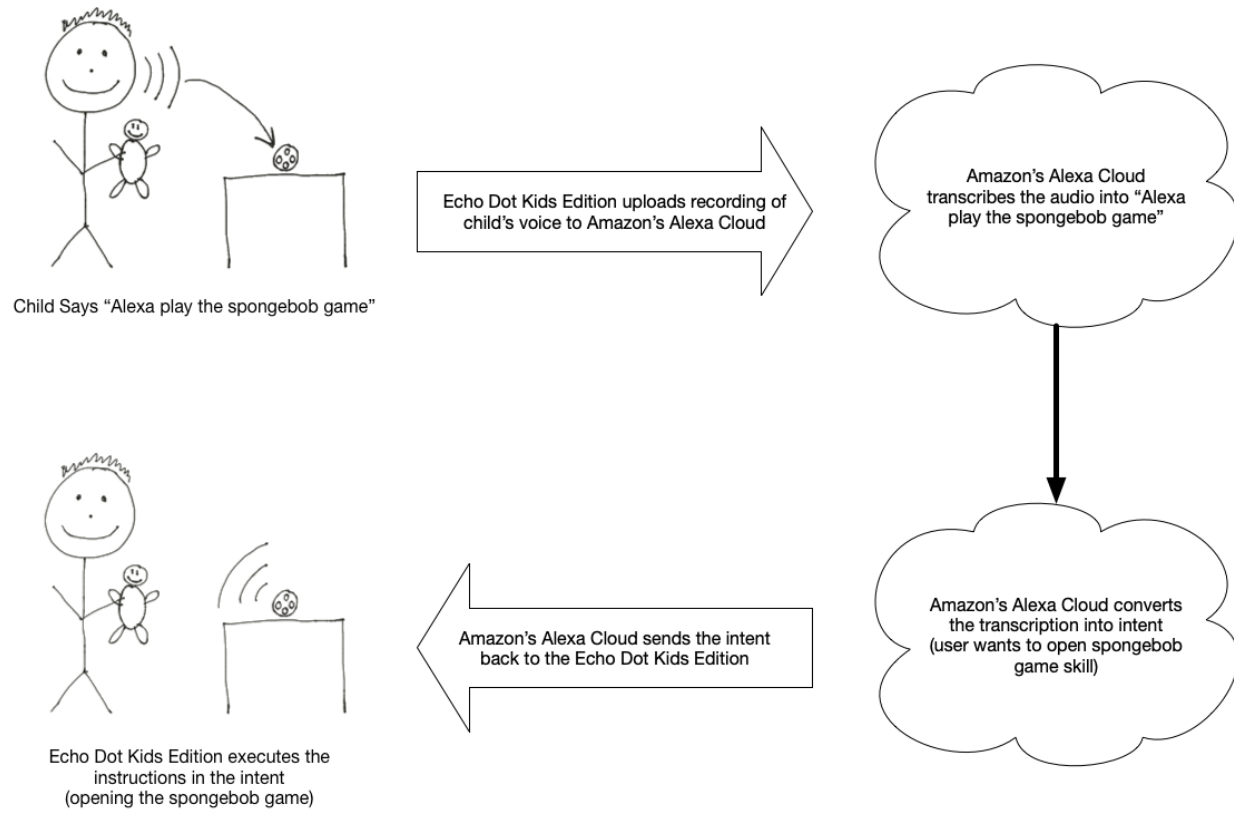 Child Says “Alexa play the spongebob game”
Echo Dot Kids Edition uploads recording of
child’s voice to Amazon’s Alexa Cloud
Amazon’s Alexa Cloud
transcribes the audio into “Alexa
play the spongebob game”
Amazon’s Alexa Cloud converts
the transcription into intent
(user wants to open spongebob
game skill)
Amazon’s Alexa Cloud sends the intent
back to the Echo Dot Kids Edition
Echo Dot Kids Edition executes the
instructions in the intent
(opening the spongebob game)